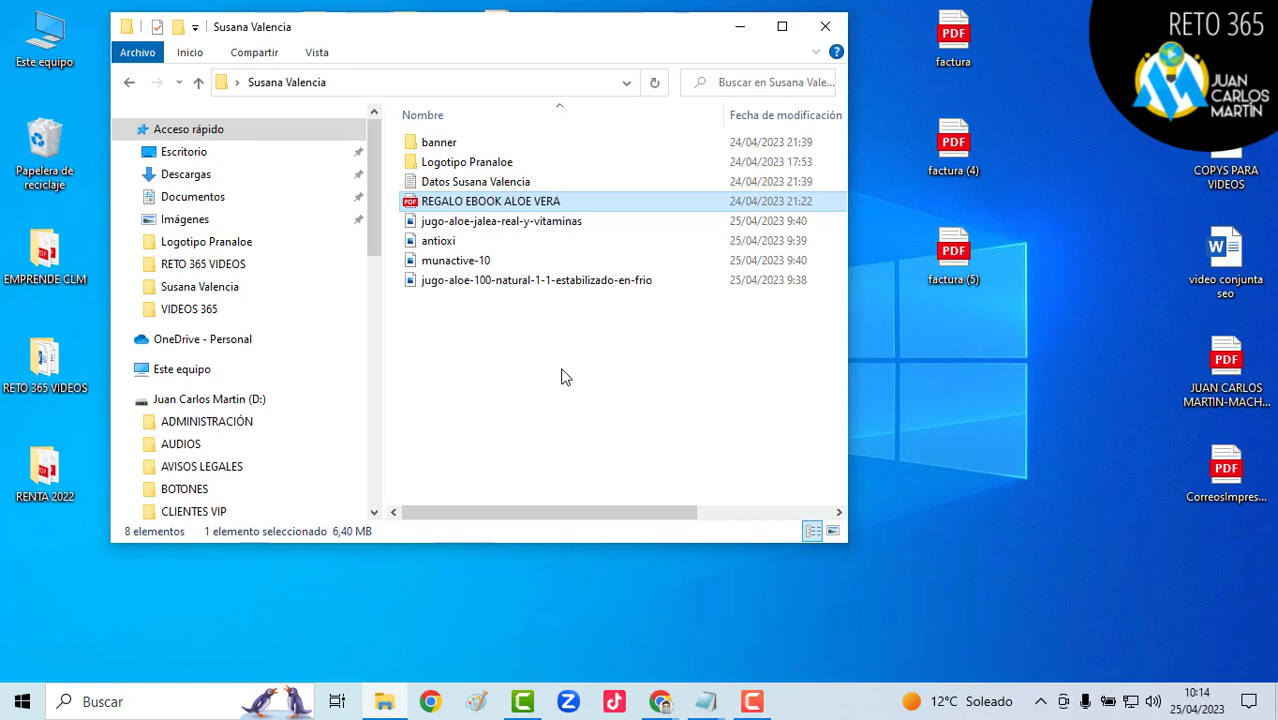 Susana Valencia
Archivo Inicio Compartir Vista
Susana Valencia
Buscar en Susana Vale...
Nombre Fecha de modificación
banner 24/04/2023 21:39
Logotipo Pranaloe 24/04/2023 17:53
Datos Susana Valencia 24/04/2023 21:39
REGALO EBOOK ALOE VERA 24/04/2023 21:22
jugo-aloe-jalea-real-y-vitaminas 25/04/2023 9:40
antioxi 25/04/2023 9:39
munactive-10 25/04/2023 9:40
jugo-aloe-100-natural-1-1-estabilizado-en-frio 25/04/2023 9:38
Acceso rápido
Escritorio
Descargas
Documentos
Imágenes
Logotipo Pranaloe
RETO 365 VIDEOS
Susana Valencia
VIDEOS 365
OneDrive - Personal
Este equipo
Juan Carlos Martin (D:)
ADMINISTRACIÓN
AUDIOS
AVISOS LEGALES
BOTONES
CLIENTES VIP
8 elementos 1 elemento seleccionado 6,40 MB
Este equipo
Papelera de
reciclaje
EMPRENDE CLM
RETO 365 VIDEOS
RENTA 2022
PDF
factura
PDF
factura (4)
PDF
factura (5)
RETO 365
JUAN
CARLOS
MARTÍN
COPYS PARA
VIDEOS
W
video conjunta
seo
PDF
JUAN CARLOS
MARTIN-MACH...
PDF
CorreosImpres...
Buscar
12°C Soleado
10:14
25/04/2023